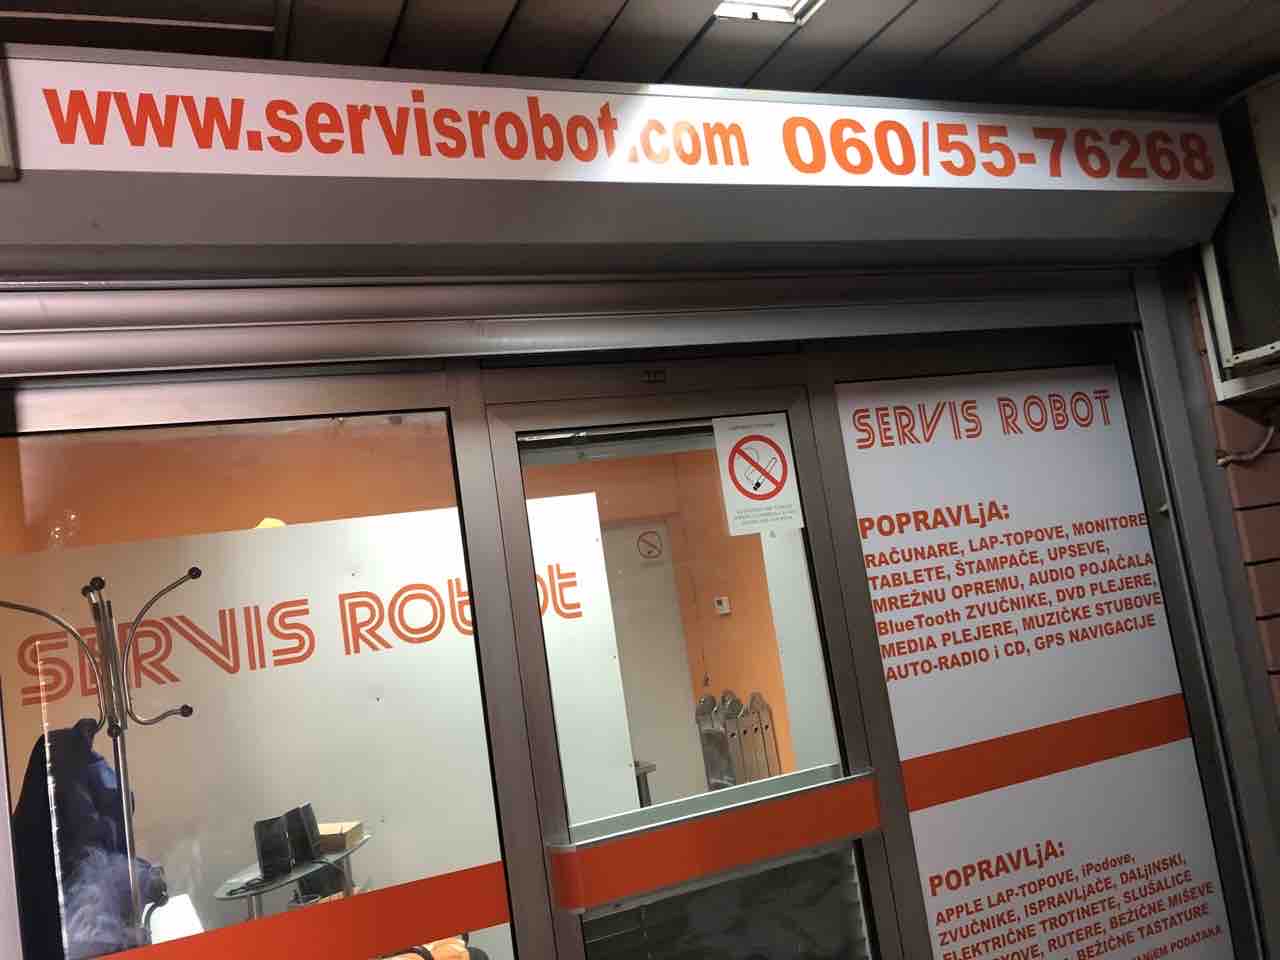 www.servisrobot.com 060/55-76268
SERVIS ROBOT
SERVIS ROBOT
POPRAVLjA:
RAČUNARE, LAP-TOPOVE, MONITORE
TABLETE, ŠTAMPAČE, UPSEVE,
MREŽNU OPREMU, AUDIO POJAČALA
BlueTooth ZVUČNIKE, DVD PLEJERE,
MEDIA PLEJERE, MUZIČKE STUBOVE
AUTO-RADIO i CD, GPS NAVIGACIJE
POPRAVLjA:
APPLE LAP-TOPOVE, iPodove,
ZVUČNIKE, ISPRAVLjAČE, DALjINSKI,
ELEKTRIČNE TROTINETE, SLUŠALICE
RUTERE, BEŽIČNE MIŠEVE
BEŽIČNE TASTATURE
PODATAKA